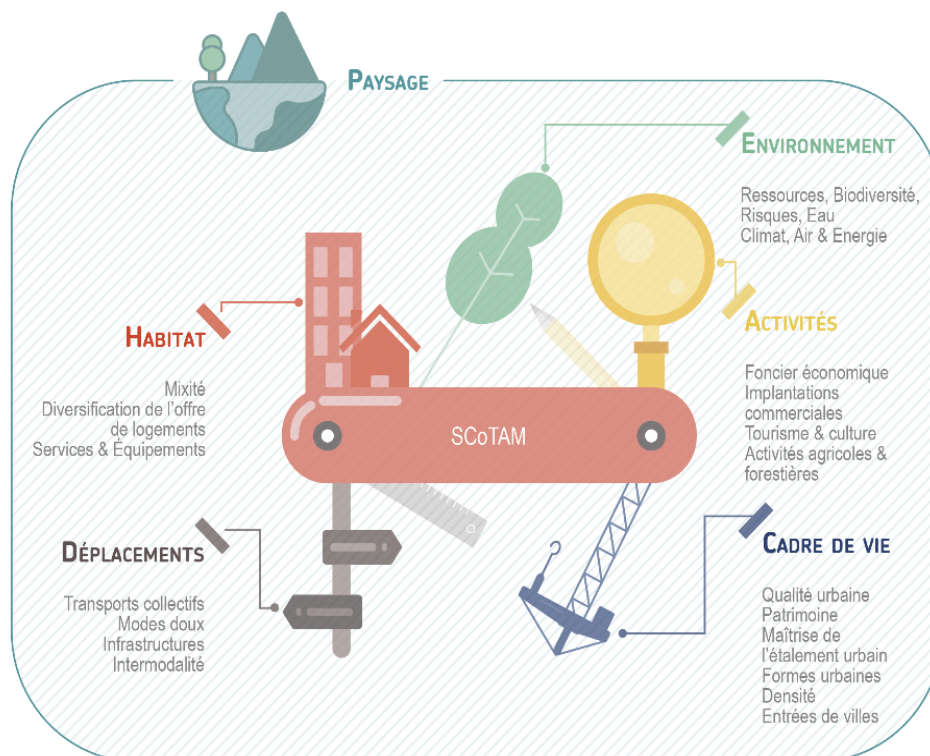 PAYSAGE
ENVIRONNEMENT
Ressources, Biodiversité,
Risques, Eau
Climat, Air & Energie
HABITAT
Mixité
Diversification de l'offre
de logements
Services & Équipements
ACTIVITÉS
Foncier économique
Implantations
commerciales
Tourisme & culture
Activités agricoles &
forestières
SCoTAM
DÉPLACEMENTS
Transports collectifs
Modes doux
Infrastructures
Intermodalité
CADRE DE VIE
Qualité urbaine
Patrimoine
Maîtrise de
l'étalement urbain
Formes urbaines
Densité
Entrées de villes